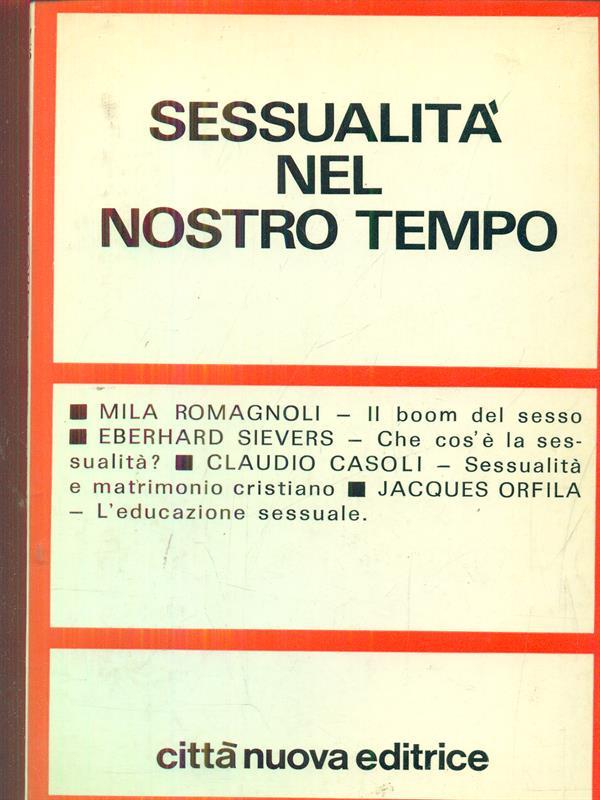 SESSUALITA'
NEL
NOSTRO TEMPO
■ MILA ROMAGNOLI – Il boom del sesso
■ EBERHARD SIEVERS – Che cos'è la ses-
sualità? ■ CLAUDIO CASOLI – Sessualità
e matrimonio cristiano ■ JACQUES ORFILA
– L'educazione sessuale.
città nuova editrice